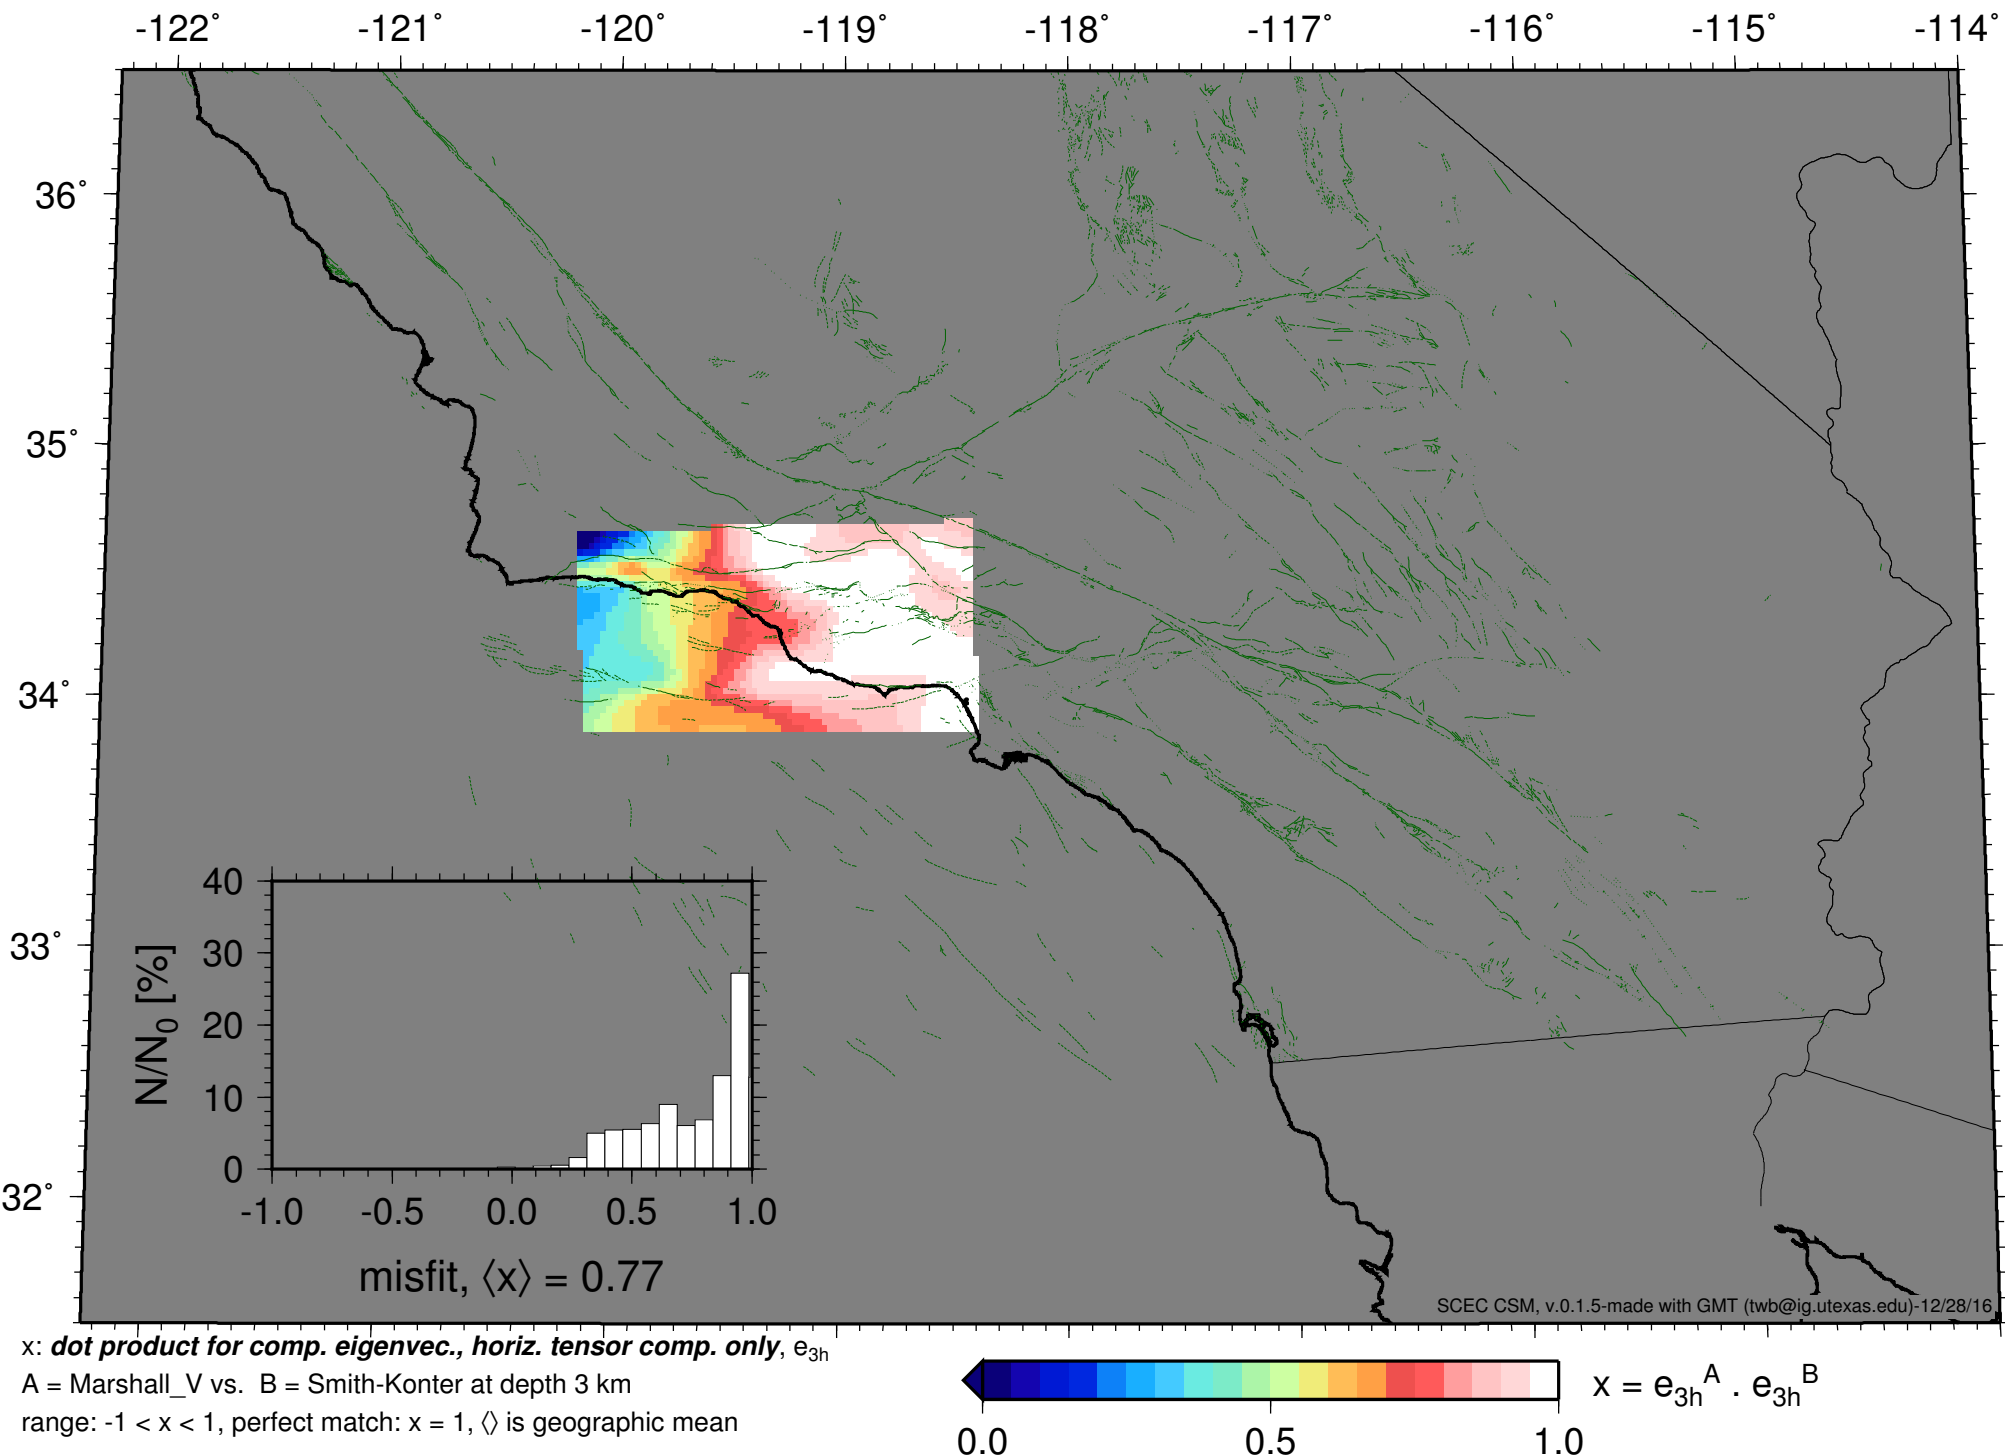 -122° -121° -120° -119° -118° -117° -116° -115° -114°
36°
35°
34°
33°
32°
40
30
20
10
0
N/N0 [%]
-1.0 -0.5 0.0 0.5 1.0
misfit, ⟨x⟩ = 0.77
SCEC CSM, v.0.1.5-made with GMT (twb@ig.utexas.edu)-12/28/16
x: dot product for comp. eigenvec., horiz. tensor comp. only, e3h
A = Marshall_V vs. B = Smith-Konter at depth 3 km
range: -1 < x < 1, perfect match: x = 1, ⟨⟩ is geographic mean
x = e3hA . e3hB
0.0 0.5 1.0